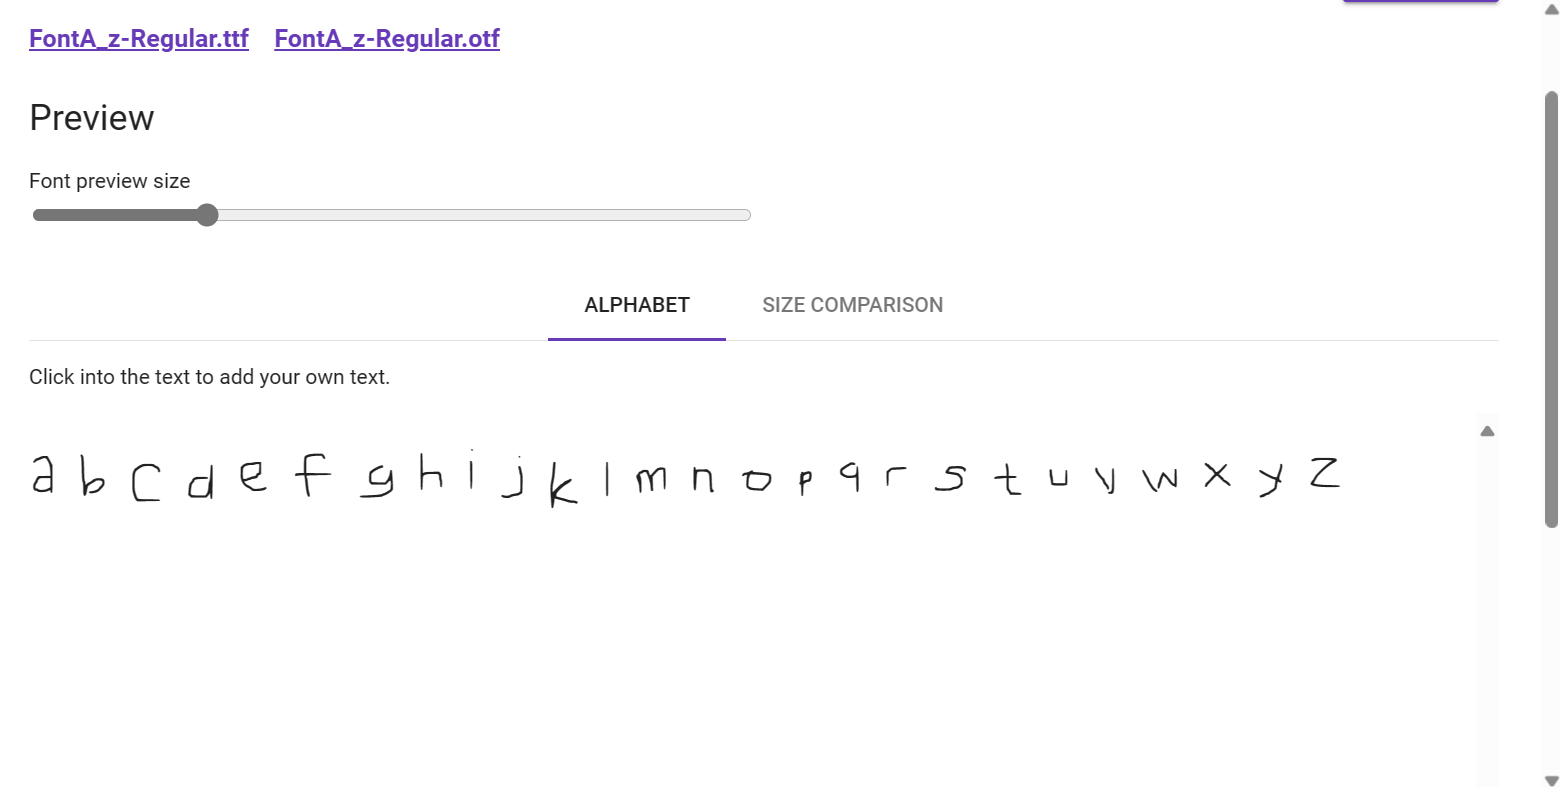 FontA_z-Regular.ttf FontA_z-Regular.otf
Preview
Font preview size
ALPHABET SIZE COMPARISON
Click into the text to add your own text.
a b c d e f g h i j k l m n o p q r s t u v w x y z